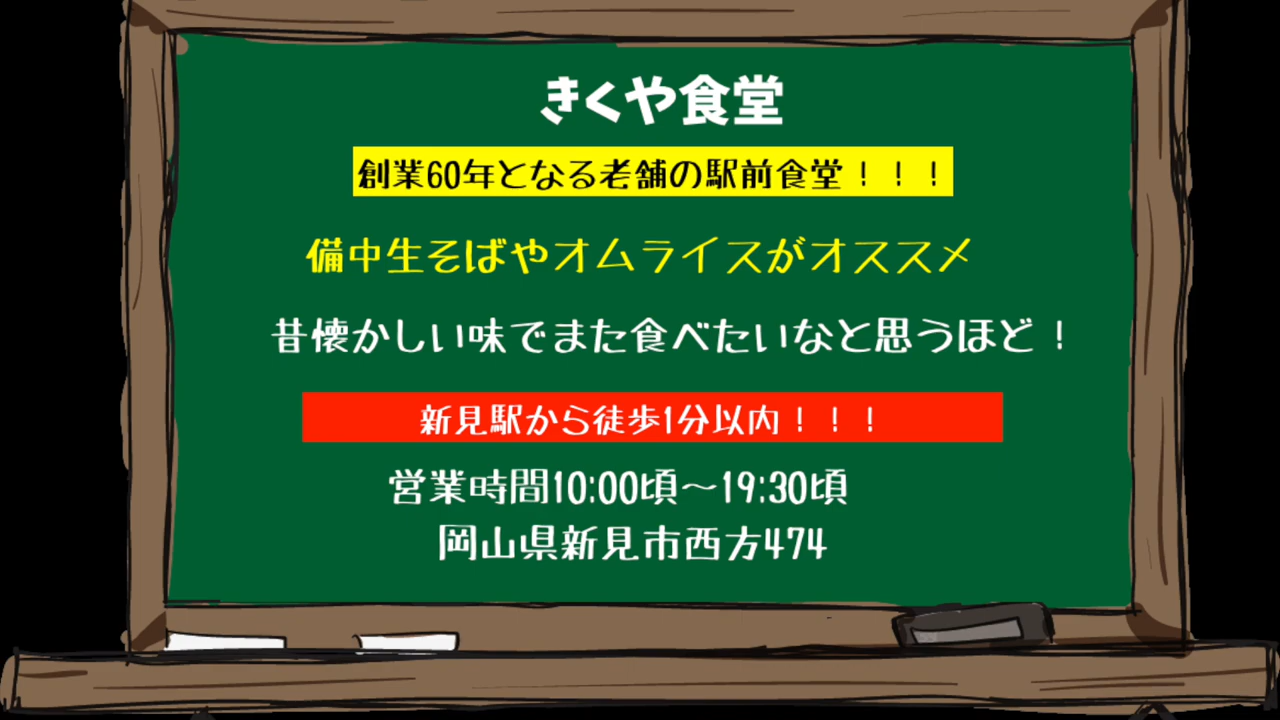 きくや食堂
創業60年となる老舗の駅前食堂！！！
備中生そばやオムライスがオススメ
昔懐かしい味でまた食べたいなと思うほど！
新見駅から徒歩1分以内！！！
営業時間10:00頃～19:30頃
岡山県新見市西方474